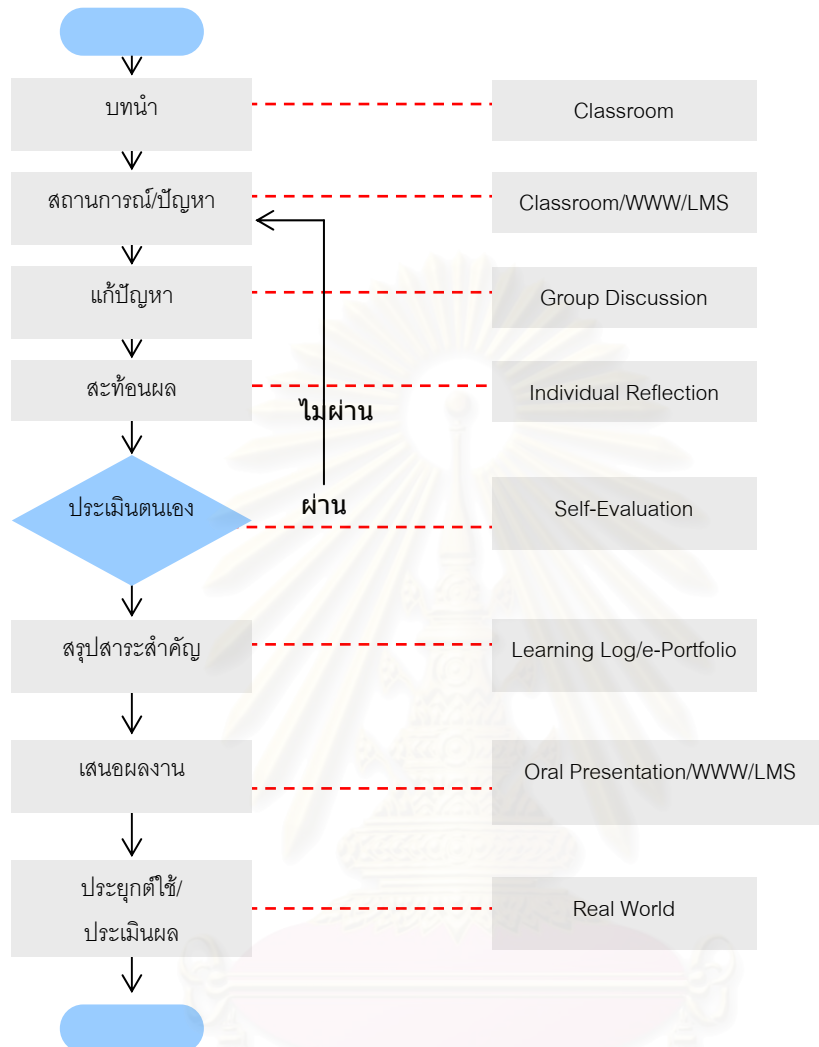 บทนำ
Classroom
สถานการณ์/ปัญหา
Classroom/WWW/LMS
แก้ปัญหา
Group Discussion
สะท้อนผล
Individual Reflection
ไม่ผ่าน
ประเมินตนเอง
ผ่าน
Self-Evaluation
สรุปสาระสำคัญ
Learning Log/e-Portfolio
เสนอผลงาน
Oral Presentation/WWW/LMS
ประยุกต์ใช้/
ประเมินผล
Real World